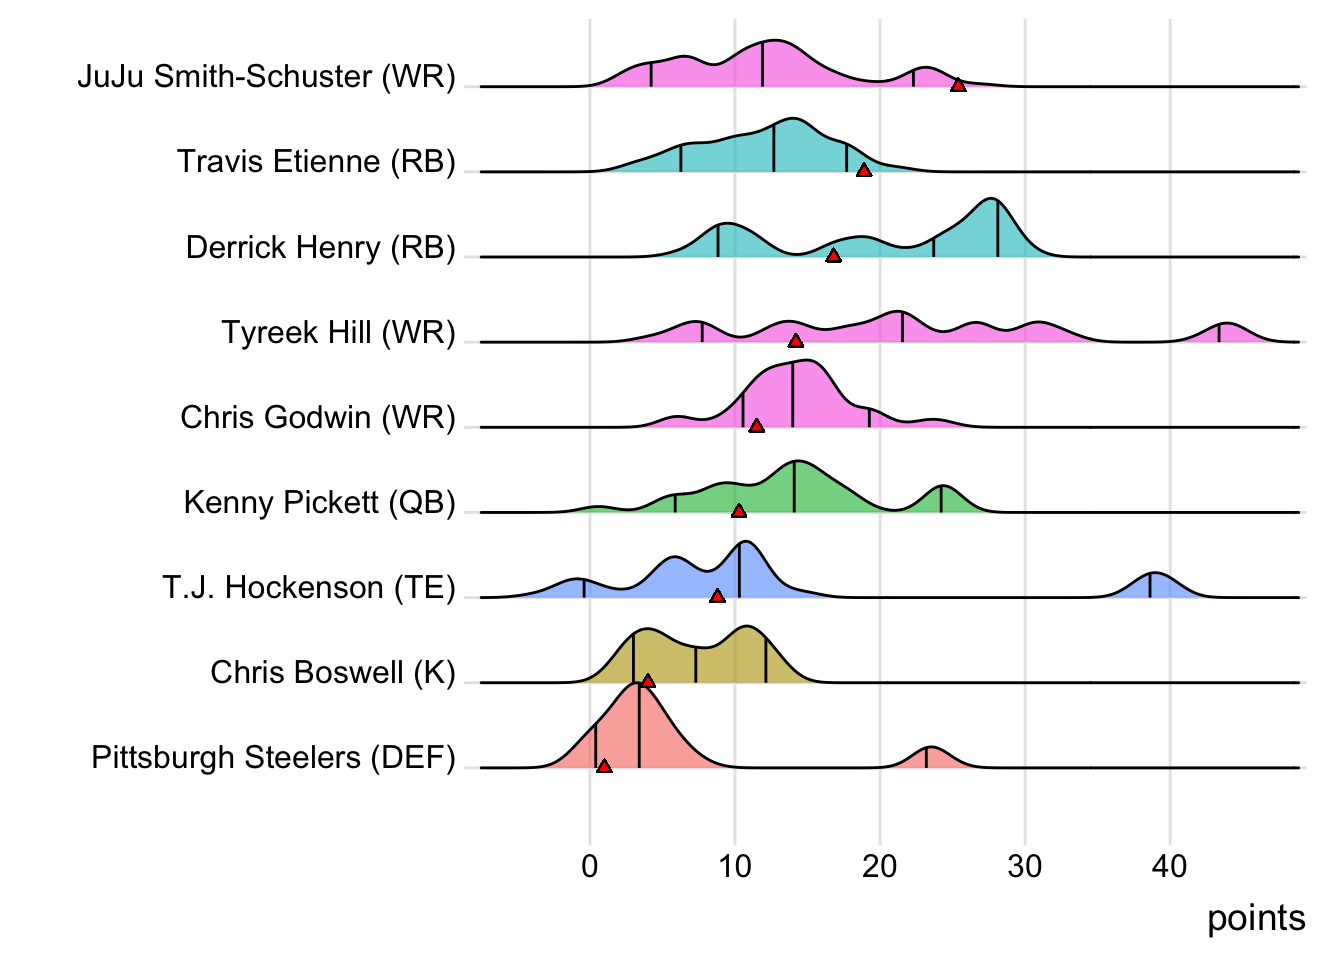 JuJu Smith-Schuster (WR)
Travis Etienne (RB)
Derrick Henry (RB)
Tyreek Hill (WR)
Chris Godwin (WR)
Kenny Pickett (QB)
T.J. Hockenson (TE)
Chris Boswell (K)
Pittsburgh Steelers (DEF)
0 10 20 30 40
points